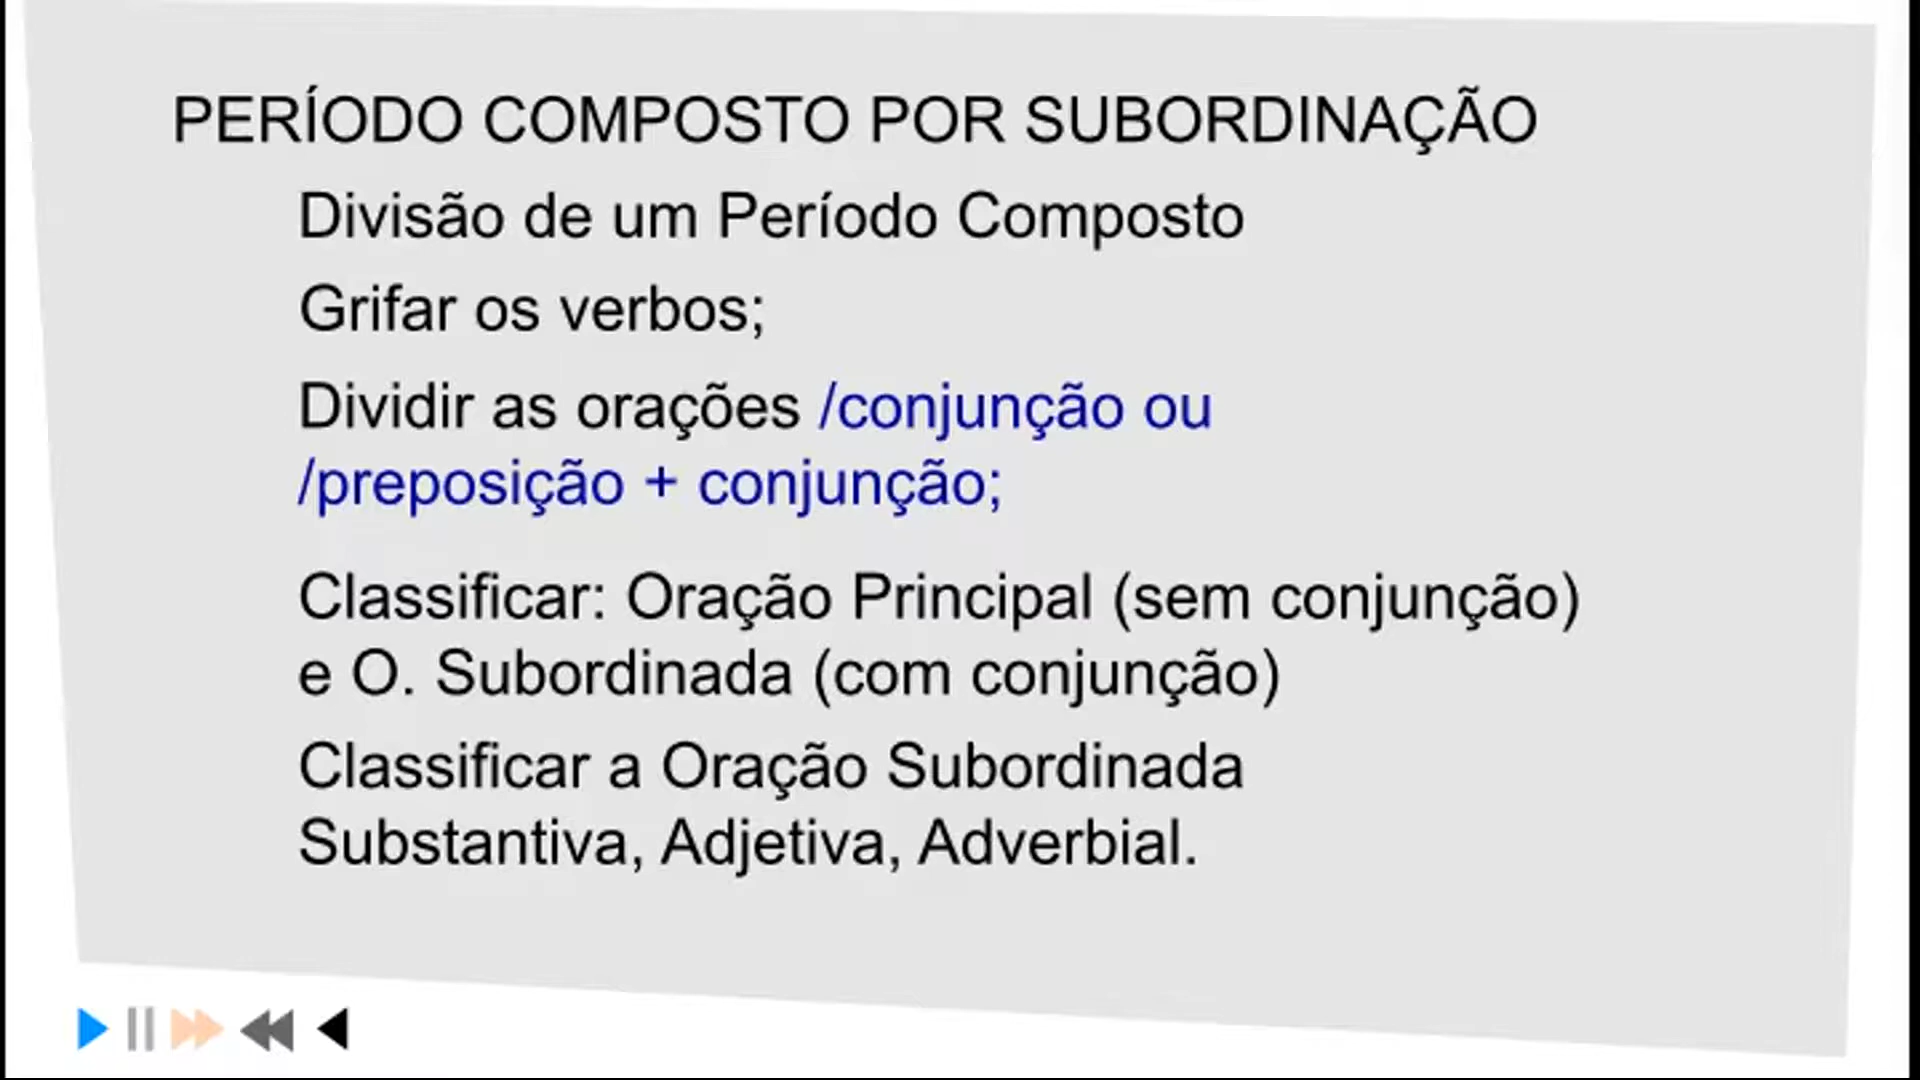 PERÍODO COMPOSTO POR SUBORDINAÇÃO
Divisão de um Período Composto
Grifar os verbos;
Dividir as orações /conjunção ou
/preposição + conjunção;
Classificar: Oração Principal (sem conjunção)
e O. Subordinada (com conjunção)
Classificar a Oração Subordinada
Substantiva, Adjetiva, Adverbial.